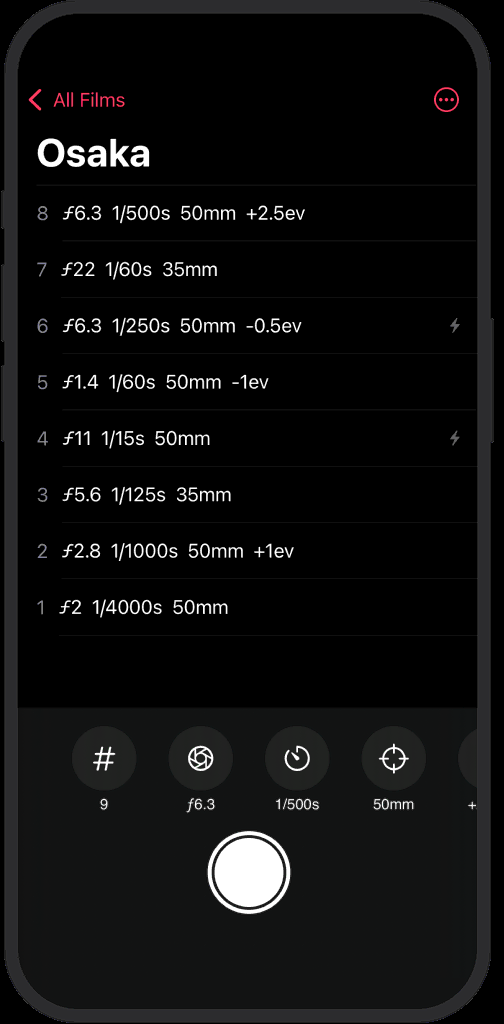 All Films
Osaka
8 ƒ6.3 1/500s 50mm +2.5ev
7 ƒ22 1/60s 35mm
6 ƒ6.3 1/250s 50mm -0.5ev
5 ƒ1.4 1/60s 50mm -1ev
4 ƒ11 1/15s 50mm
3 ƒ5.6 1/125s 35mm
2 ƒ2.8 1/1000s 50mm +1ev
1 ƒ2 1/4000s 50mm
#
9 ƒ6.3 1/500s 50mm +